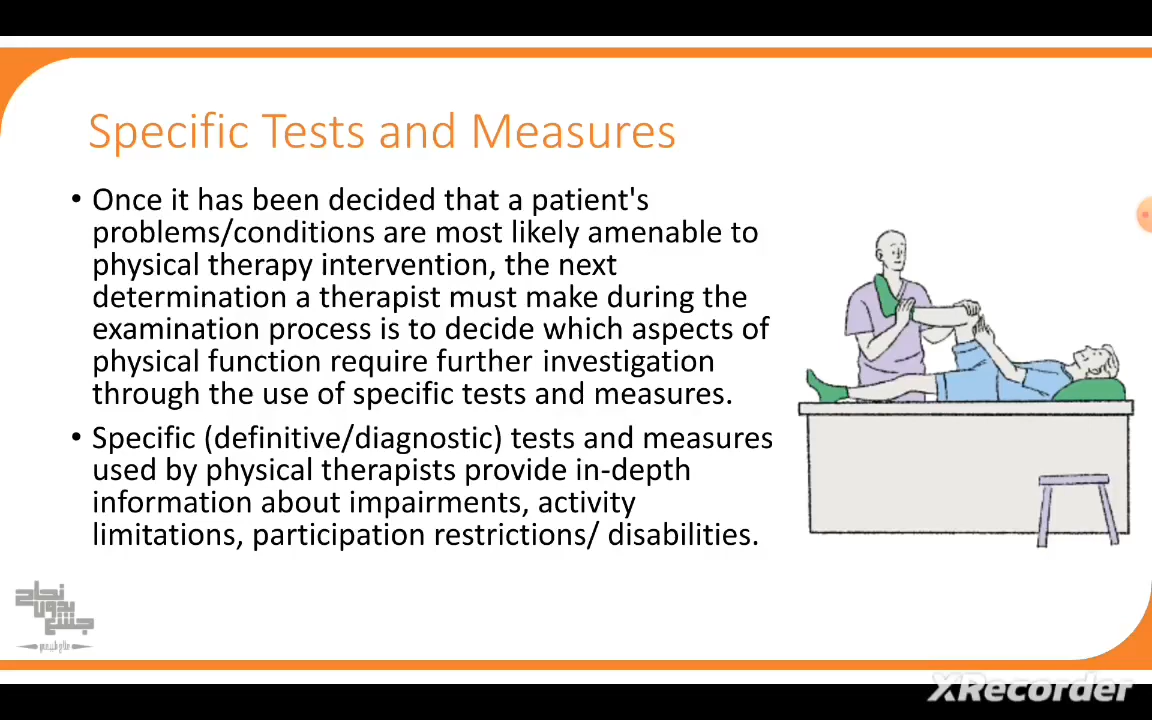 Specific Tests and Measures
• Once it has been decided that a patient's
problems/conditions are most likely amenable to
physical therapy intervention, the next
determination a therapist must make during the
examination process is to decide which aspects of
physical function require further investigation
through the use of specific tests and measures.
• Specific (definitive/diagnostic) tests and measures
used by physical therapists provide in-depth
information about impairments, activity
limitations, participation restrictions/ disabilities.
نجاح
بدون
جشع
XRecorder